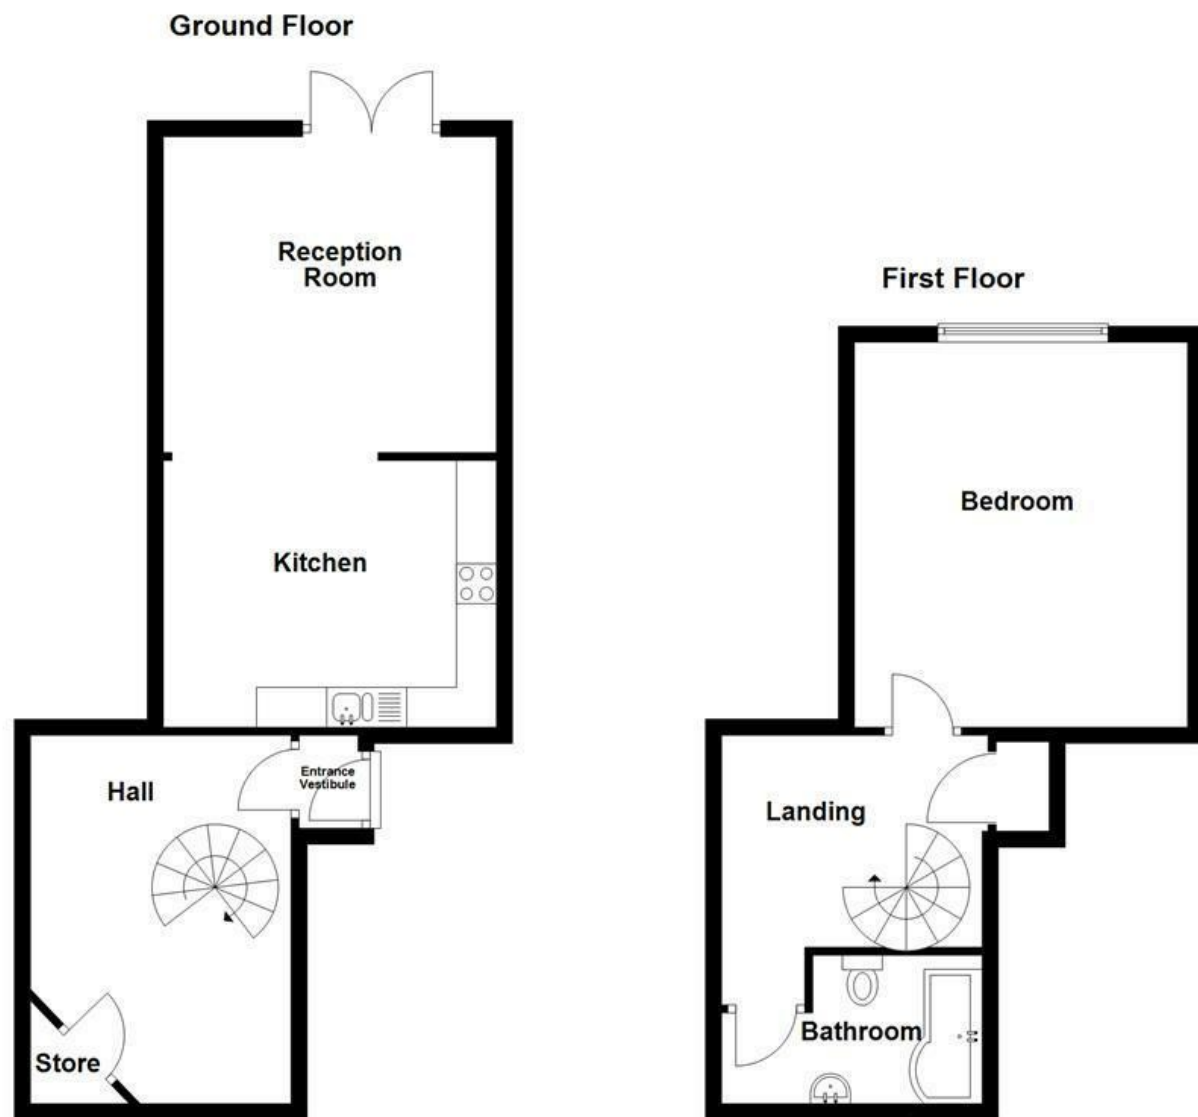 Ground Floor
Reception
Room
Kitchen
Hall
Entrance
Vestibule
Store
First Floor
Bedroom
Landing
Bathroom